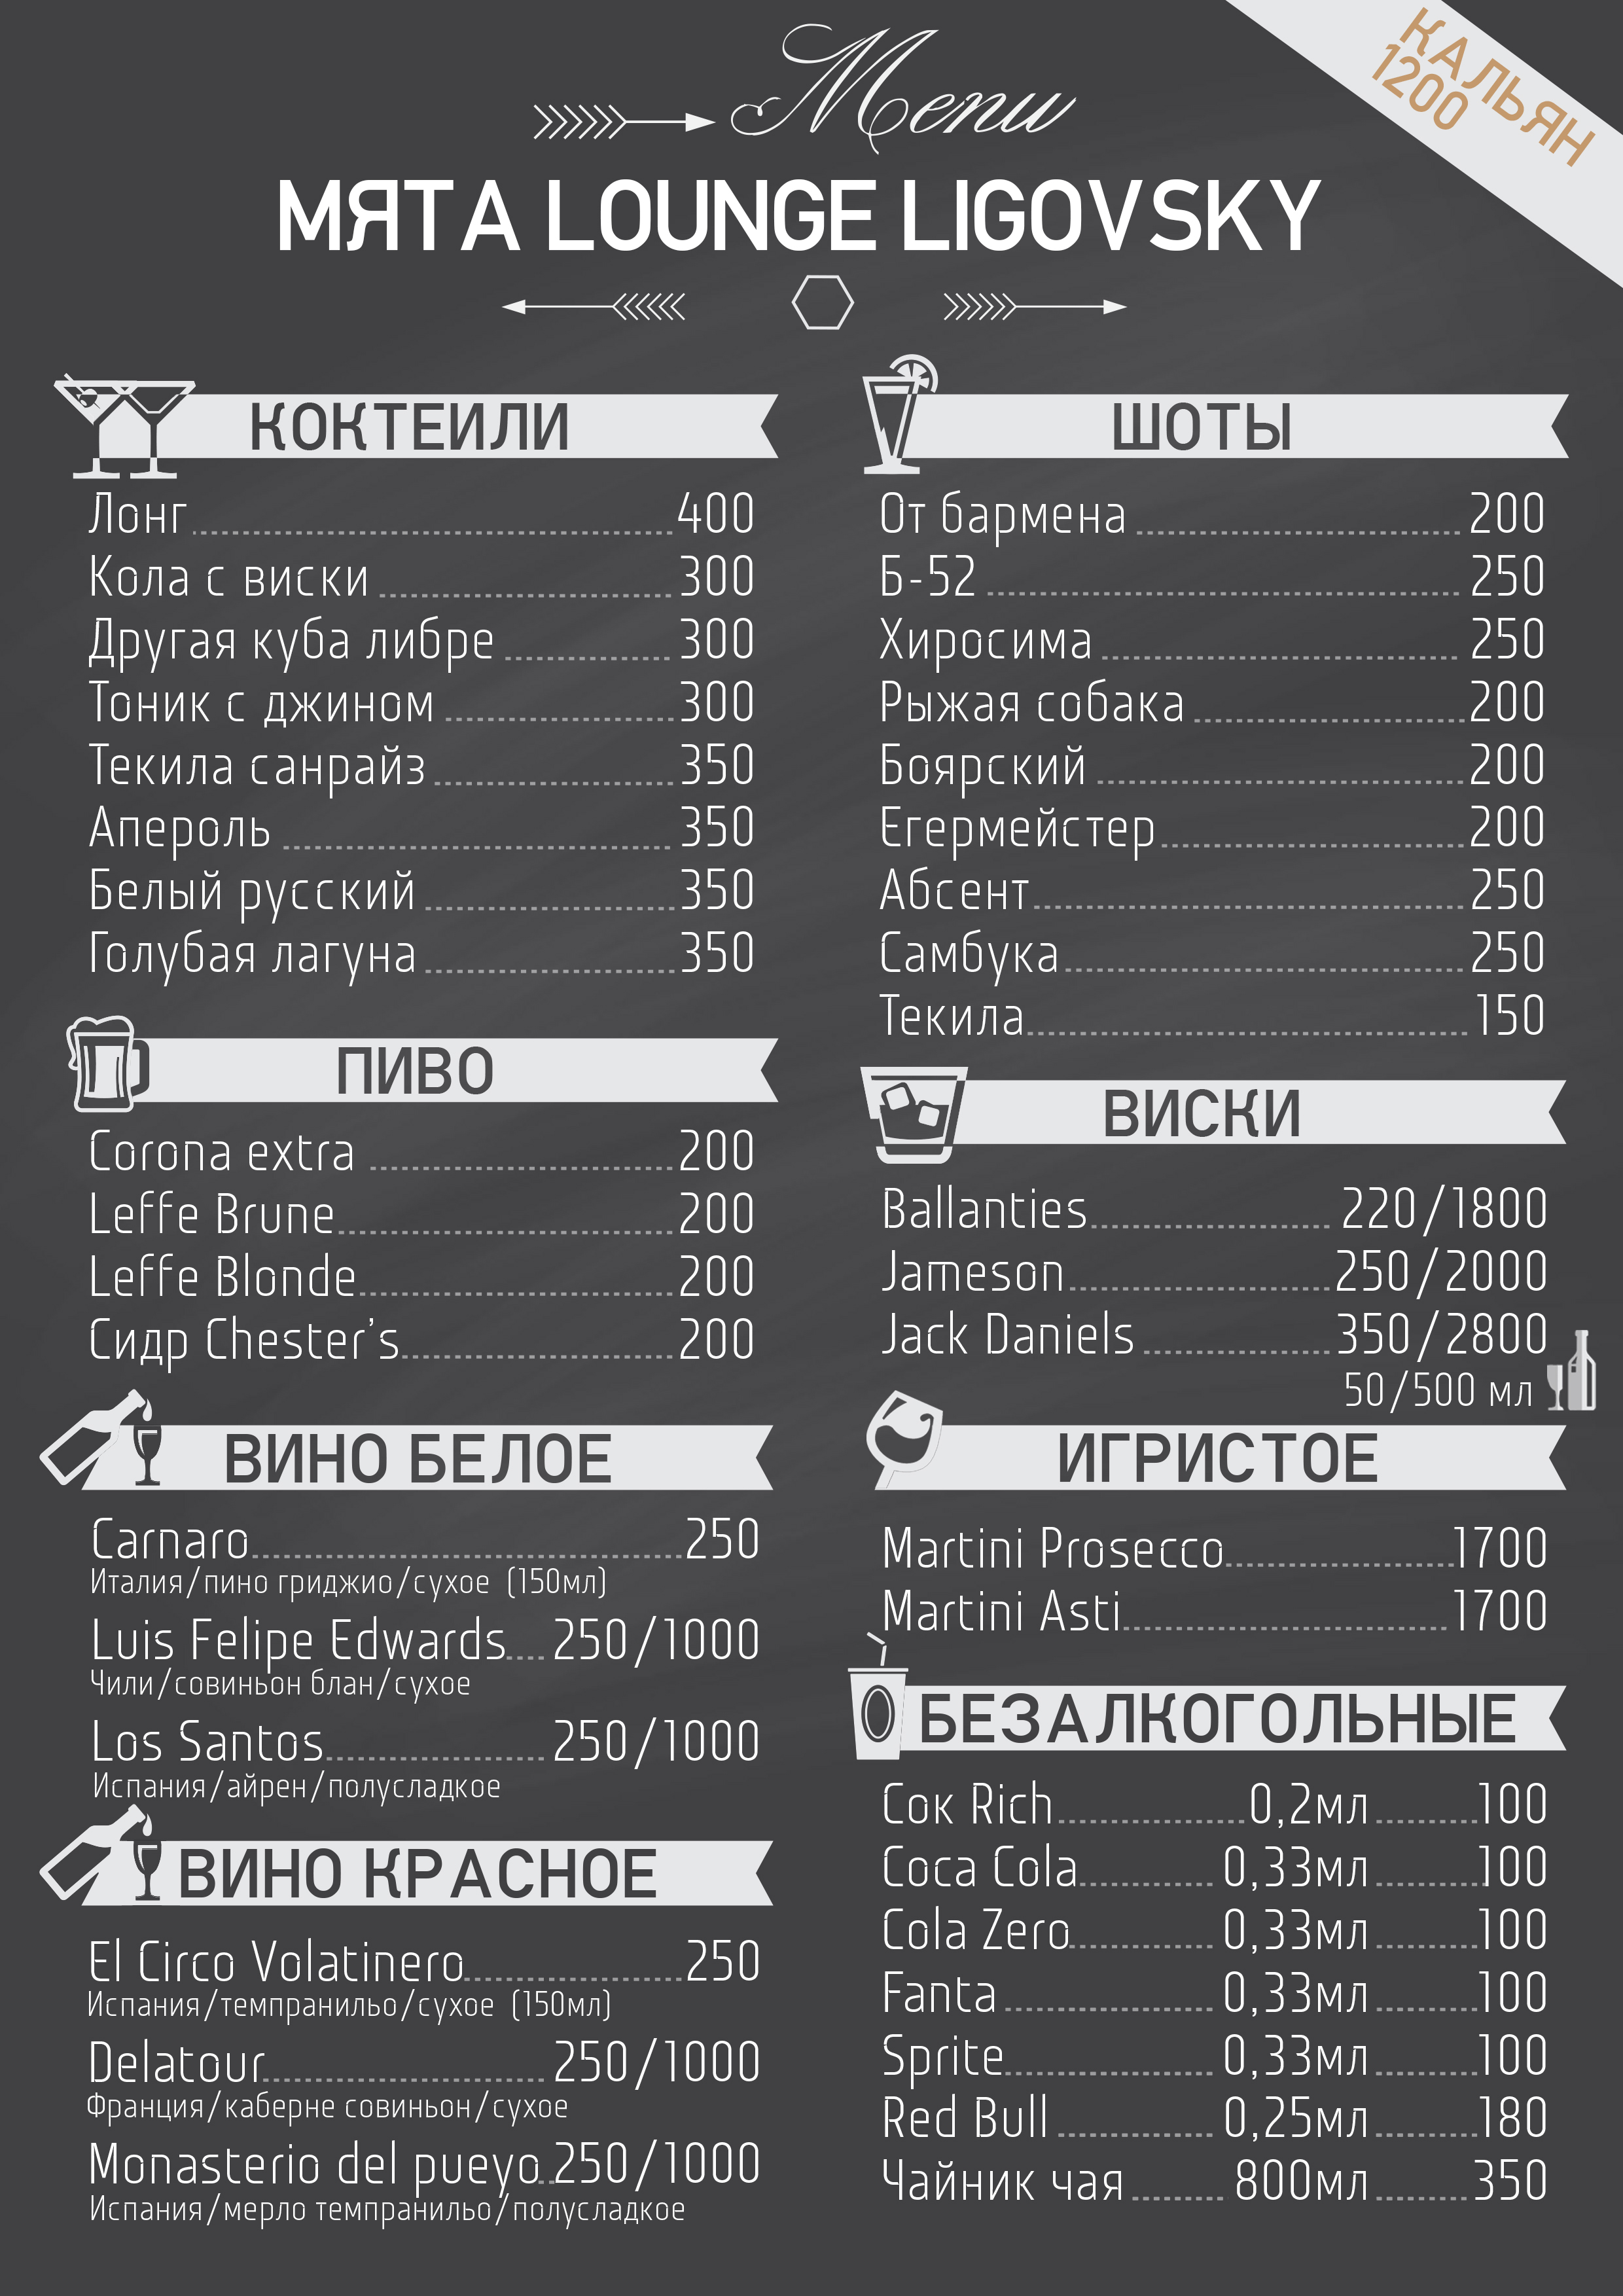 КАЛЬЯН
1200
Menu
МЯТА LOUNGE LIGOVSKY
КОКТЕИЛИ
Лонг 400
Кола с виски 300
Другая куба либре 300
Тоник с джином 300
Текила санрайз 350
Апероль 350
Белый русский 350
Голубая лагуна 350
ПИВО
Corona extra 200
Leffe Brune 200
Leffe Blonde 200
Сидр Chester’s 200
ВИНО БЕЛОЕ
Carnaro 250
Италия/пино гриджио/сухое (150мл)
Luis Felipe Edwards 250/1000
Чили/совиньон блан/сухое
Los Santos 250/1000
Испания/айрен/полусладкое
ВИНО КРАСНОЕ
El Circo Volatinero 250
Испания/темпранильо/сухое (150мл)
Delatour 250/1000
Франция/каберне совиньон/сухое
Monasterio del pueyo 250/1000
Испания/мерло темпранильо/полусладкое
ШОТЫ
От бармена 200
Б-52 250
Хиросима 250
Рыжая собака 200
Боярский 200
Егермейстер 200
Абсент 250
Самбука 250
Текила 150
ВИСКИ
Ballanties 220/1800
Jameson 250/2000
Jack Daniels 350/2800
50/500 мл
ИГРИСТОЕ
Martini Prosecco 1700
Martini Asti 1700
БЕЗАЛКОГОЛЬНЫЕ
Сок Rich 0,2мл 100
Coca Cola 0,33мл 100
Cola Zero 0,33мл 100
Fanta 0,33мл 100
Sprite 0,33мл 100
Red Bull 0,25мл 180
Чайник чая 800мл 350